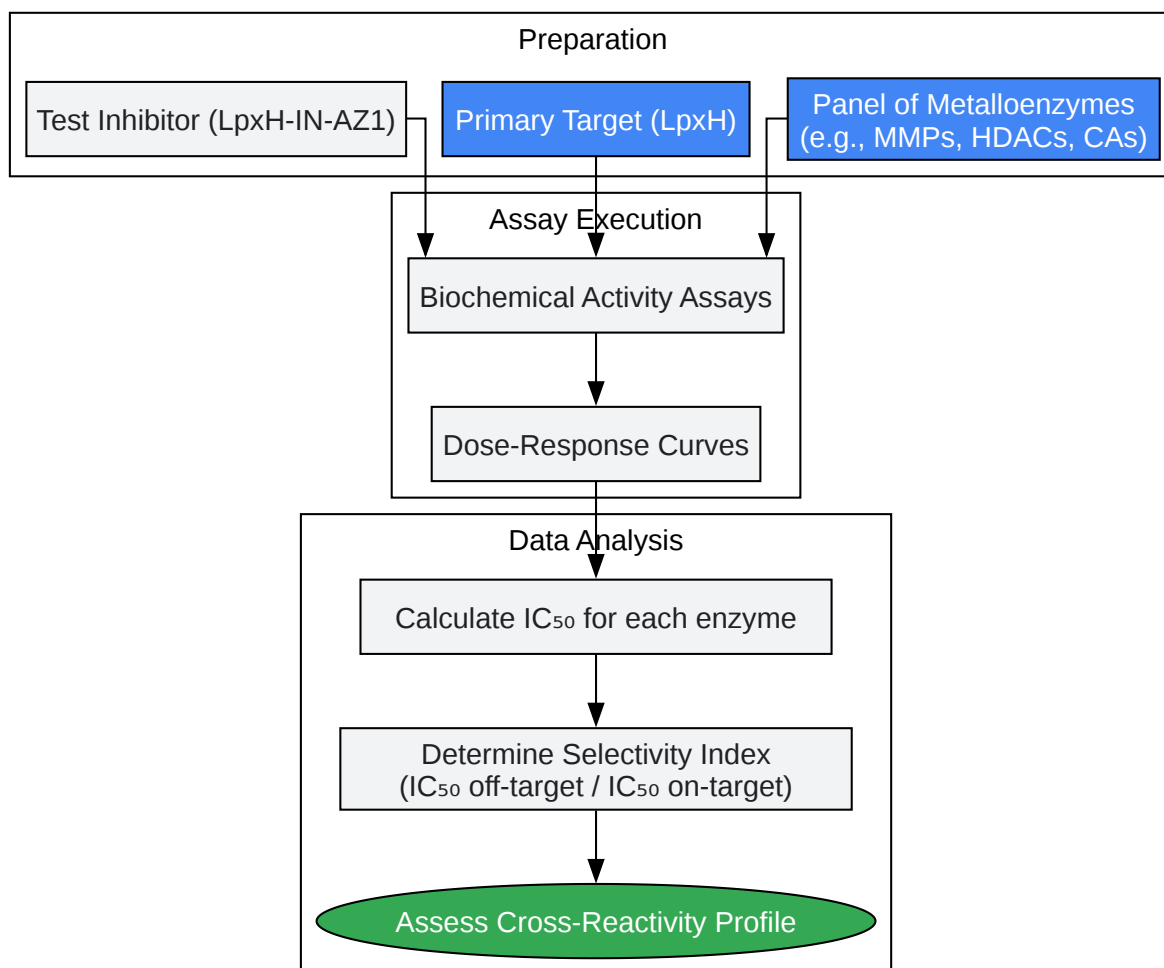 Preparation
Test Inhibitor (LpxH-IN-AZ1)
Primary Target (LpxH)
Panel of Metalloenzymes
(e.g., MMPs, HDACs, CAs)
Assay Execution
Biochemical Activity Assays
Dose-Response Curves
Data Analysis
Calculate IC₅₀ for each enzyme
Determine Selectivity Index
(IC₅₀ off-target / IC₅₀ on-target)
Assess Cross-Reactivity Profile